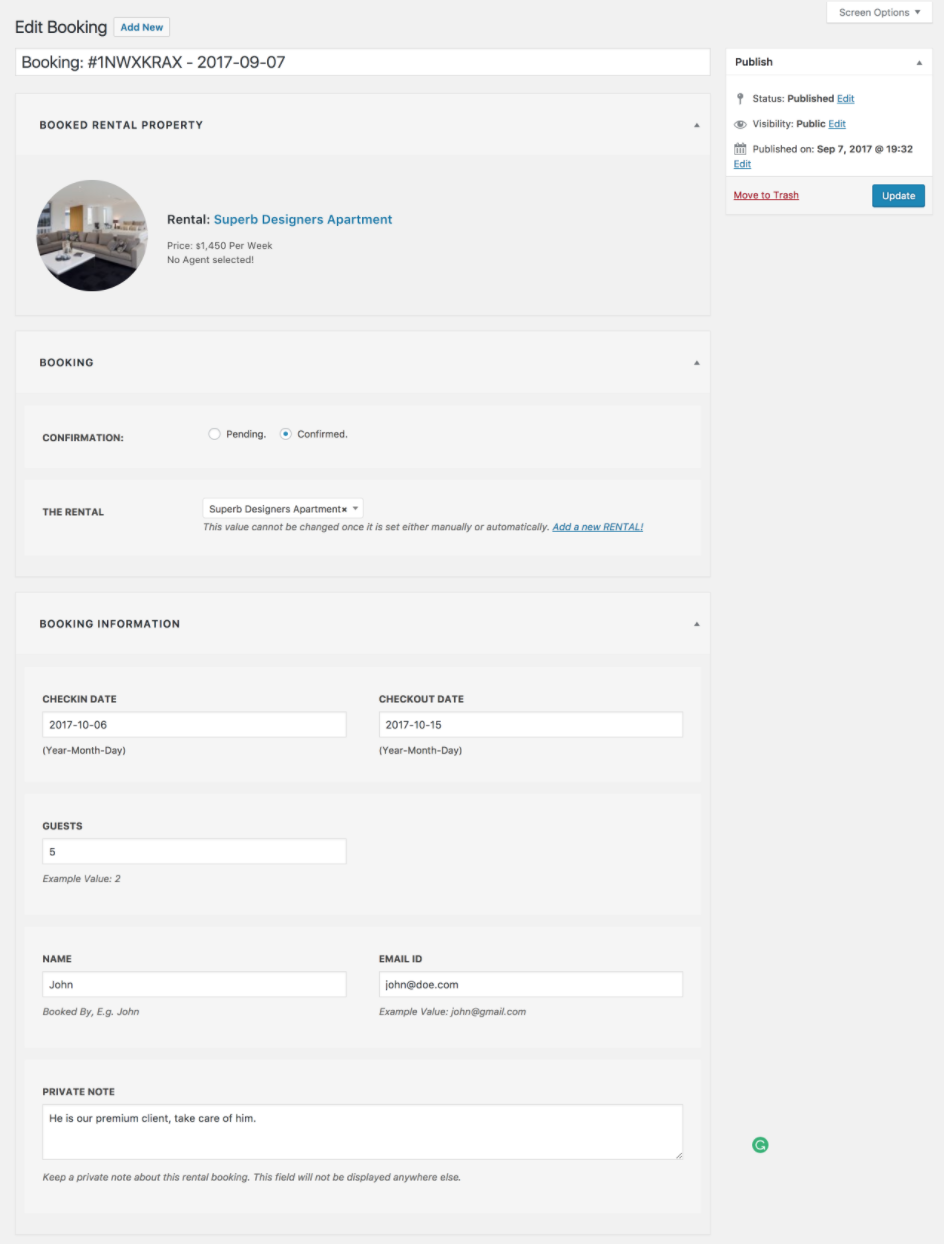 Screen Options
Edit Booking Add New
Booking: #1NWXKRAX - 2017-09-07
BOOKED RENTAL PROPERTY
Rental: Superb Designers Apartment
Price: $1,450 Per Week
No Agent selected!
BOOKING
CONFIRMATION: Pending. Confirmed.
THE RENTAL Superb Designers Apartment×
This value cannot be changed once it is set either manually or automatically. Add a new RENTAL!
BOOKING INFORMATION
CHECKIN DATE CHECKOUT DATE
2017-10-06 2017-10-15
(Year-Month-Day) (Year-Month-Day)
GUESTS
5
Example Value: 2
NAME EMAIL ID
John john@doe.com
Booked By, E.g. John Example Value: john@gmail.com
PRIVATE NOTE
He is our premium client, take care of him.
Keep a private note about this rental booking. This field will not be displayed anywhere else.
Publish
Status: Published Edit
Visibility: Public Edit
Published on: Sep 7, 2017 @ 19:32
Edit
Move to Trash Update